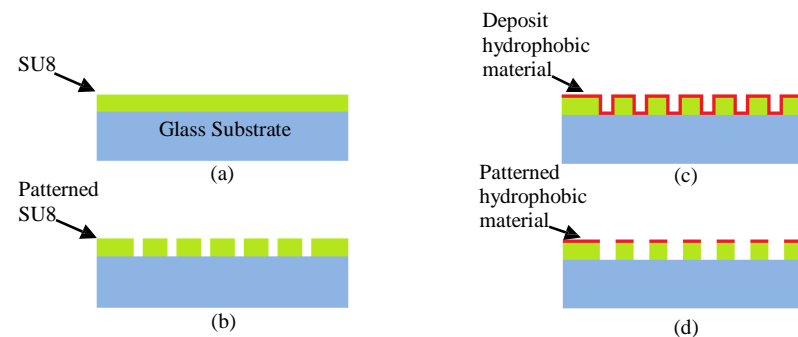 SU8
Glass Substrate
(a)
Patterned
SU8
(b)
Deposit
hydrophobic
material
(c)
Patterned
hydrophobic
material
(d)